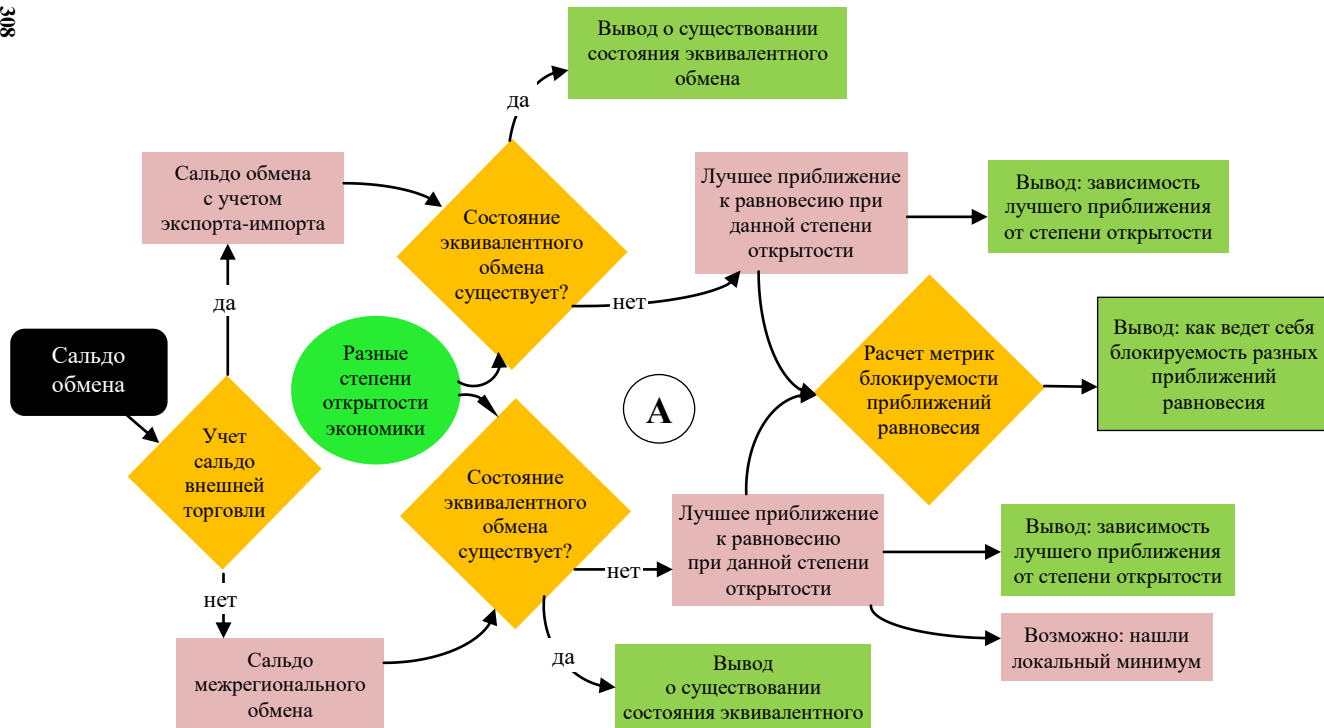 308
Вывод о существовании
состояния эквивалентного
обмена
да
Сальдо обмена
с учетом
экспорта-импорта
Состояние
эквивалентного
обмена
существует?
Лучшее приближение
к равновесию при
данной степени
открытости
Вывод: зависимость
лучшего приближения
от степени открытости
да
нет
Сальдо
обмена
Разные
степени
открытости
экономики
А
Расчет метрик
блокируемости
приближений
равновесия
Вывод: как ведет себя
блокируемость разных
приближений
равновесия
Учет
сальдо
внешней
торговли
Состояние
эквивалентного
обмена
существует?
нет
Лучшее приближение
к равновесию
при данной степени
открытости
Вывод: зависимость
лучшего приближения
от степени открытости
нет
Сальдо
межрегионального
обмена
да
Вывод
о существовании
состояния эквивалентного
Возможно: нашли
локальный минимум